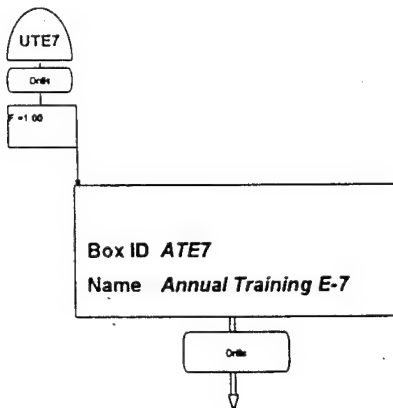 UTE7
Drills
F =1.00
Box ID ATE7
Name Annual Training E-7
Drills